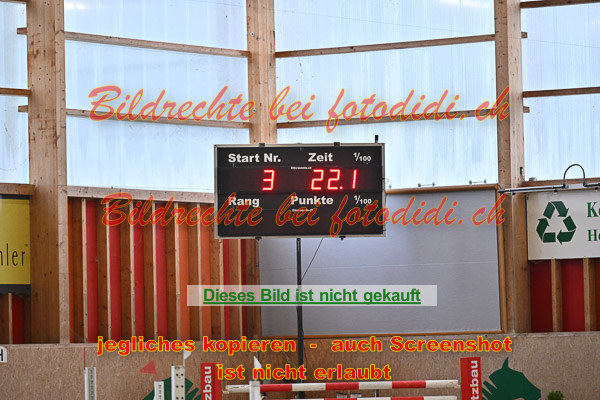 Bildrechte bei fotodidi.ch
Start Nr. Zeit 1/100
3 22.1
Rang Punkte 1/100
Bildrechte bei fotodidi.ch
Dieses Bild ist nicht gekauft
jegliches kopieren - auch Screenshot
ist nicht erlaubt